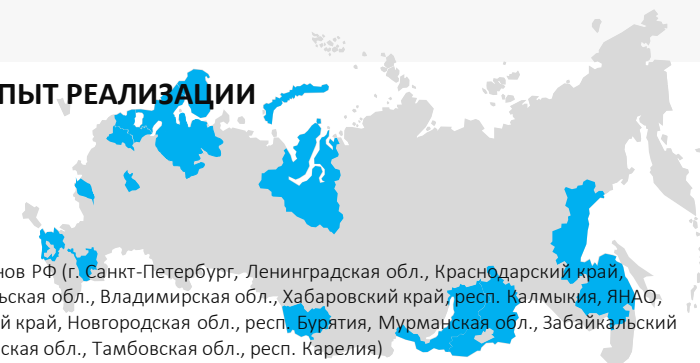 ПЫТ РЕАЛИЗАЦИИ
нов РФ (г. Санкт-Петербург, Ленинградская обл., Краснодарский край,
ьская обл., Владимирская обл., Хабаровский край, респ. Калмыкия, ЯНАО,
й край, Новгородская обл., респ. Бурятия, Мурманская обл., Забайкальский
ская обл., Тамбовская обл., респ. Карелия)